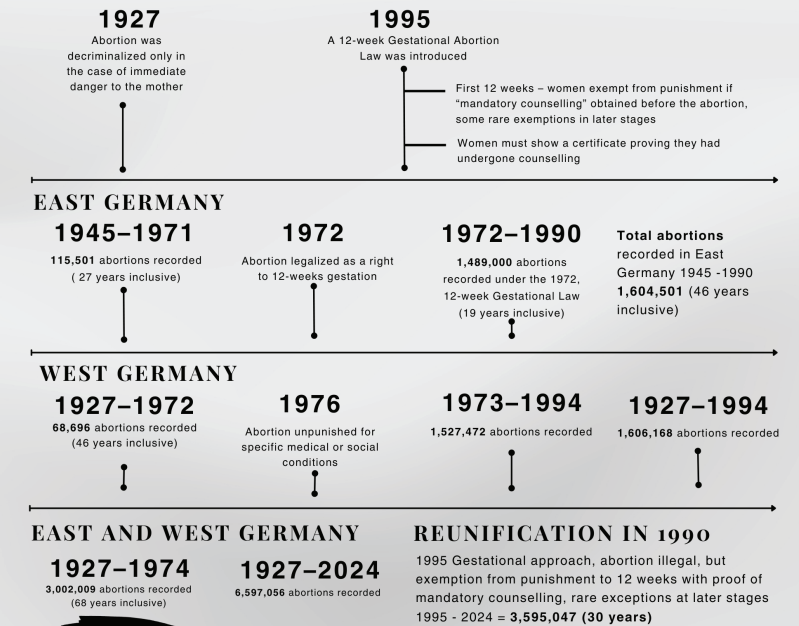 1927
Abortion was
decriminalized only in
the case of immediate
danger to the mother
1995
A 12-week Gestational Abortion
Law was introduced
First 12 weeks – women exempt from punishment if
“mandatory counselling” obtained before the abortion,
some rare exemptions in later stages
Women must show a certificate proving they had
undergone counselling
EAST GERMANY
1945–1971
115,501 abortions recorded
( 27 years inclusive)
1972
Abortion legalized as a right
to 12-weeks gestation
1972–1990
1,489,000 abortions
recorded under the 1972,
12-week Gestational Law
(19 years inclusive)
Total abortions
recorded in East
Germany 1945 -1990
1,604,501 (46 years
inclusive)
WEST GERMANY
1927–1972
68,696 abortions recorded
(46 years inclusive)
1976
Abortion unpunished for
specific medical or social
conditions
1973–1994
1,527,472 abortions recorded
1927–1994
1,606,168 abortions recorded
EAST AND WEST GERMANY
1927–1974
3,002,009 abortions recorded
(68 years inclusive)
1927–2024
6,597,056 abortions recorded
REUNIFICATION IN 1990
1995 Gestational approach, abortion illegal, but
exemption from punishment to 12 weeks with proof of
mandatory counselling, rare exceptions at later stages
1995 - 2024 = 3,595,047 (30 years)